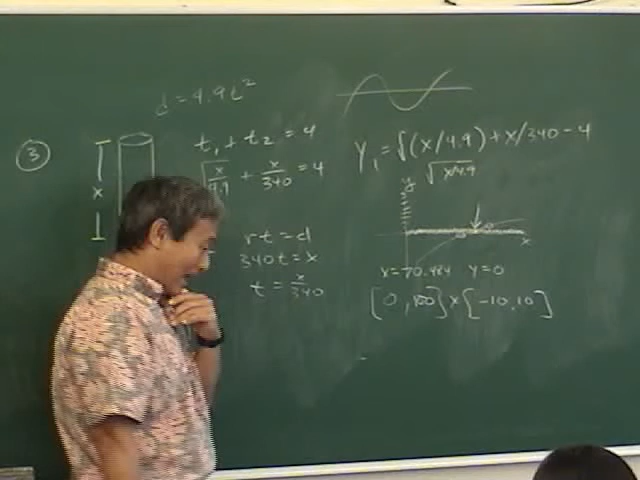 d = 4.9t²
3
t₁ + t₂ = 4
√(x/4.9) + x/340 = 4
x
rt = d
340t = x
t = x/340
Y₁ = √(x/4.9) + x/340 - 4
√x/4.9
y
x
x = 70.484 y = 0
[0, 100] x [-10, 10]